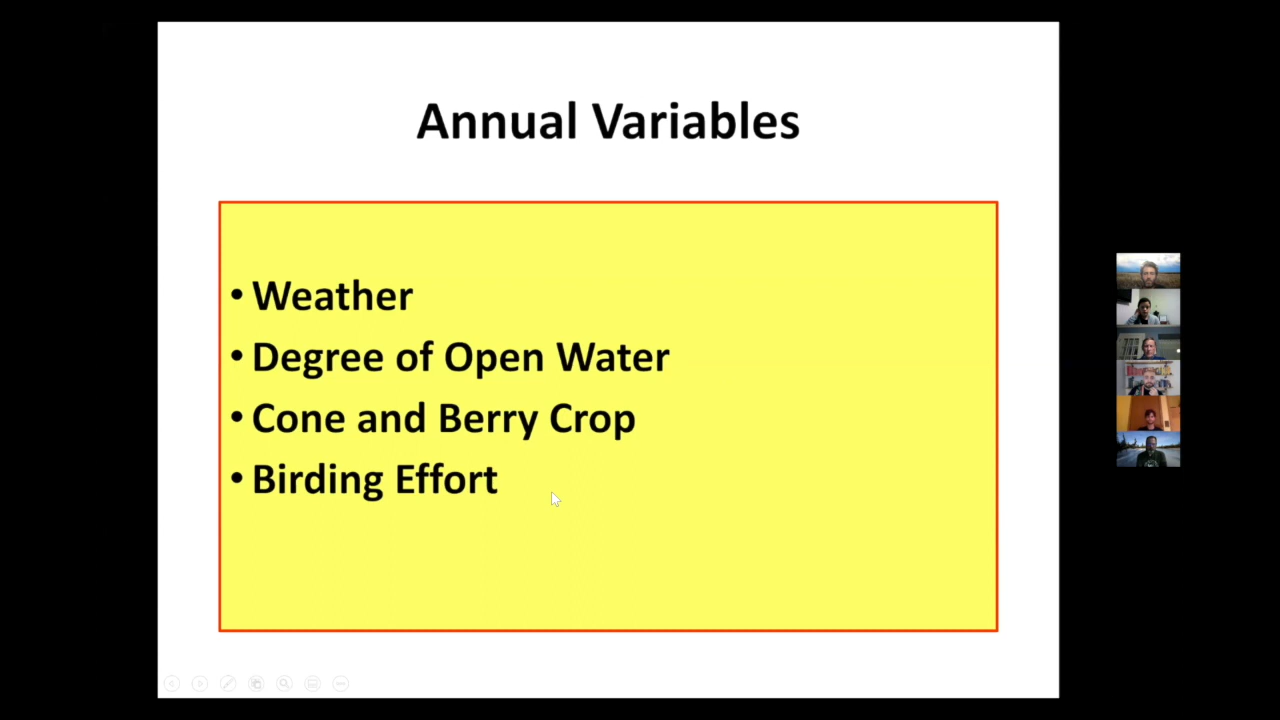 Annual Variables
• Weather
• Degree of Open Water
• Cone and Berry Crop
• Birding Effort